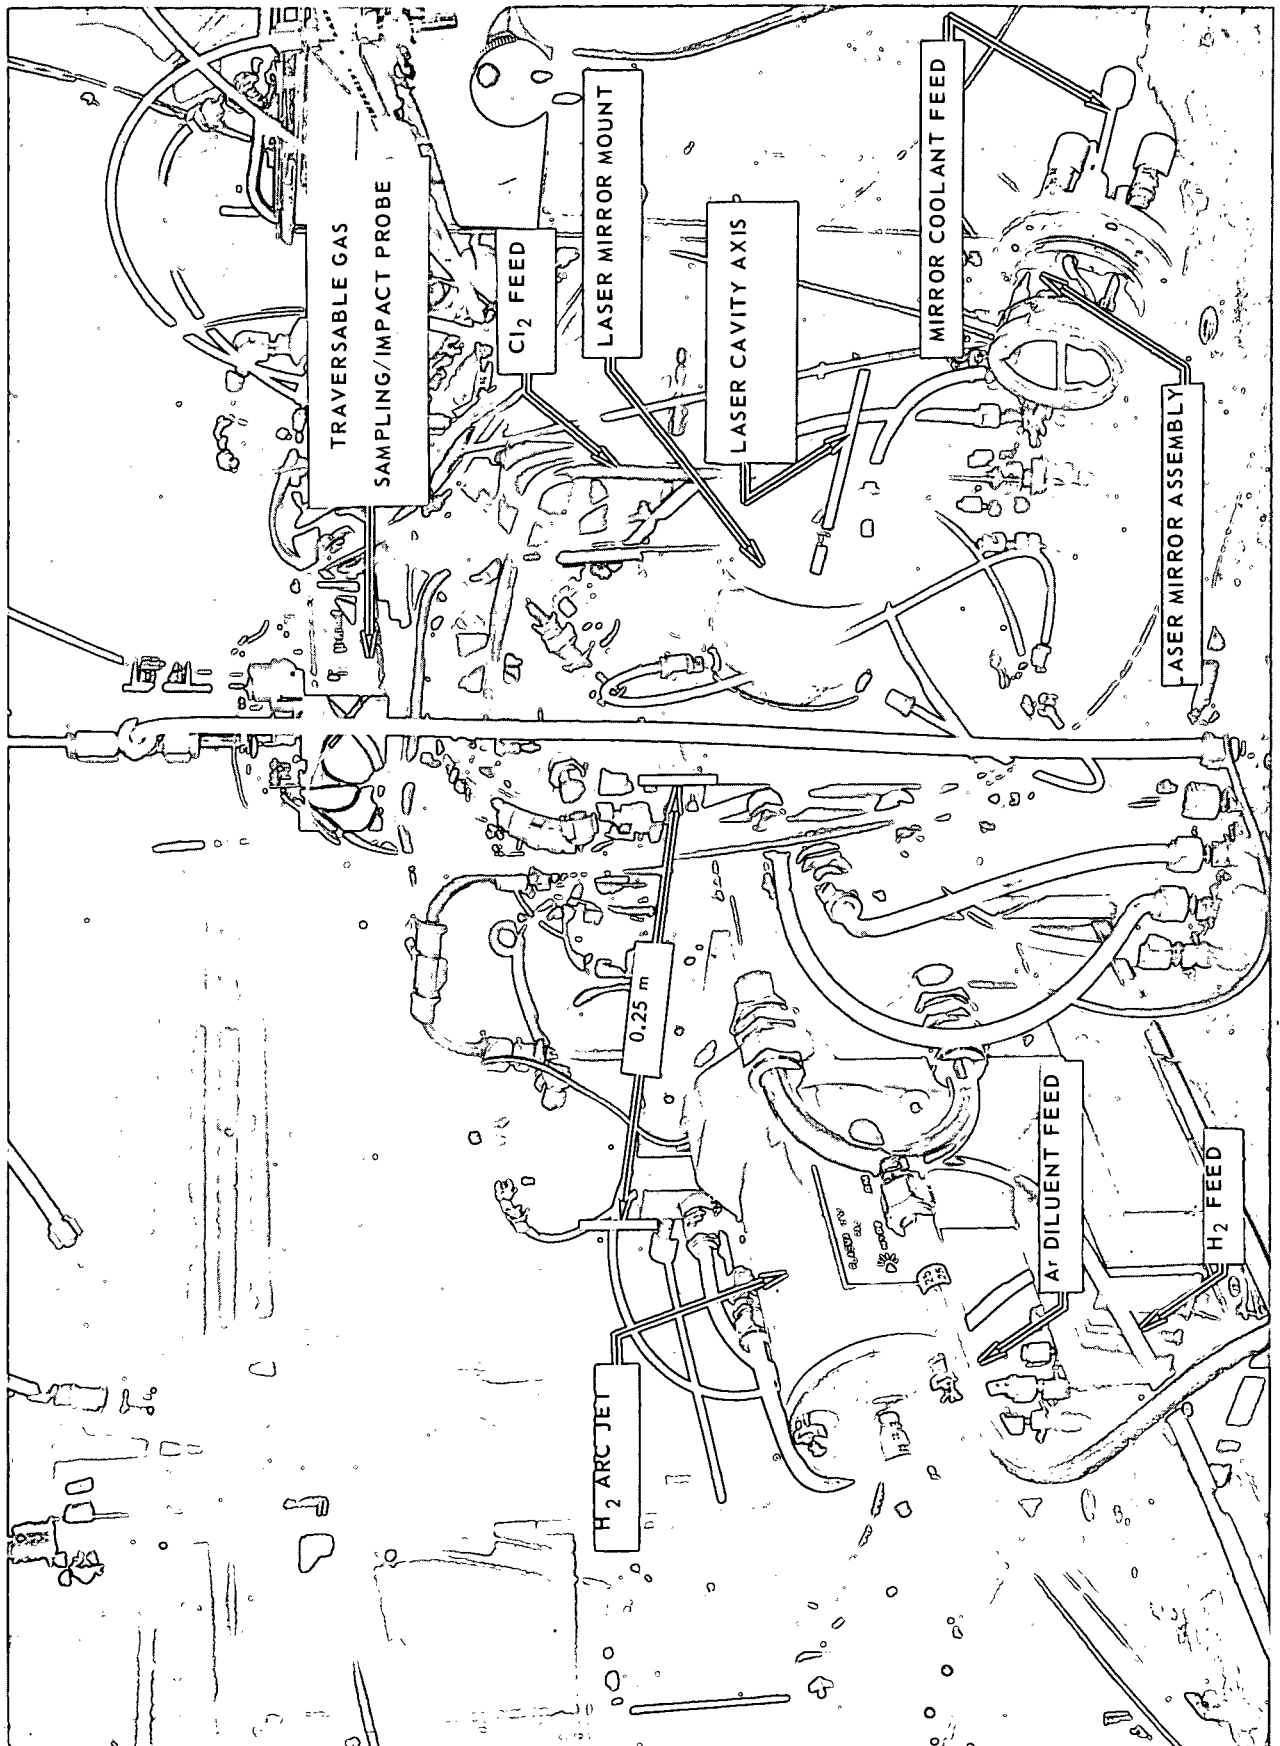 TRAVERSABLE GAS
SAMPLING/IMPACT PROBE
Cl2 FEED
LASER MIRROR MOUNT
LASER CAVITY AXIS
MIRROR COOLANT FEED
LASER MIRROR ASSEMBLY
0.25 m
H2 ARC JET
Ar DILUENT FEED
H2 FEED